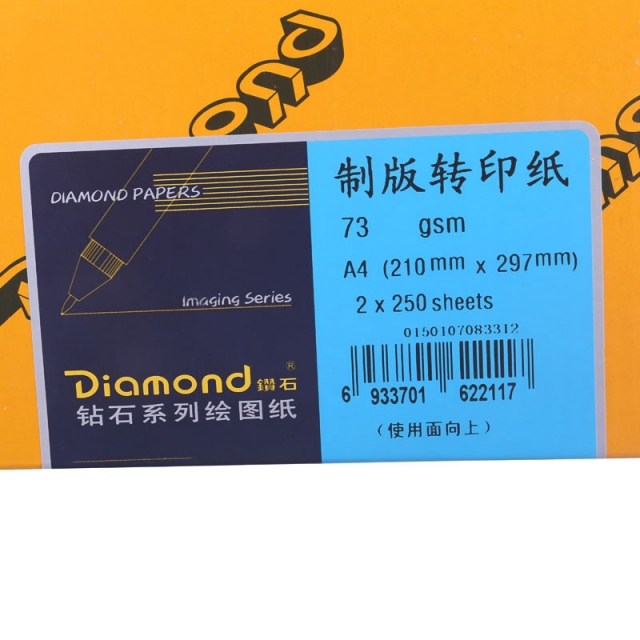 DIAMOND PAPERS
Imaging Series
Diamond® 鑽石
钻石系列绘图纸
制版转印纸
73 gsm
A4 (210mm x 297mm)
2 x 250 sheets
0150107083312
6 933701 622117
(使用面向上)